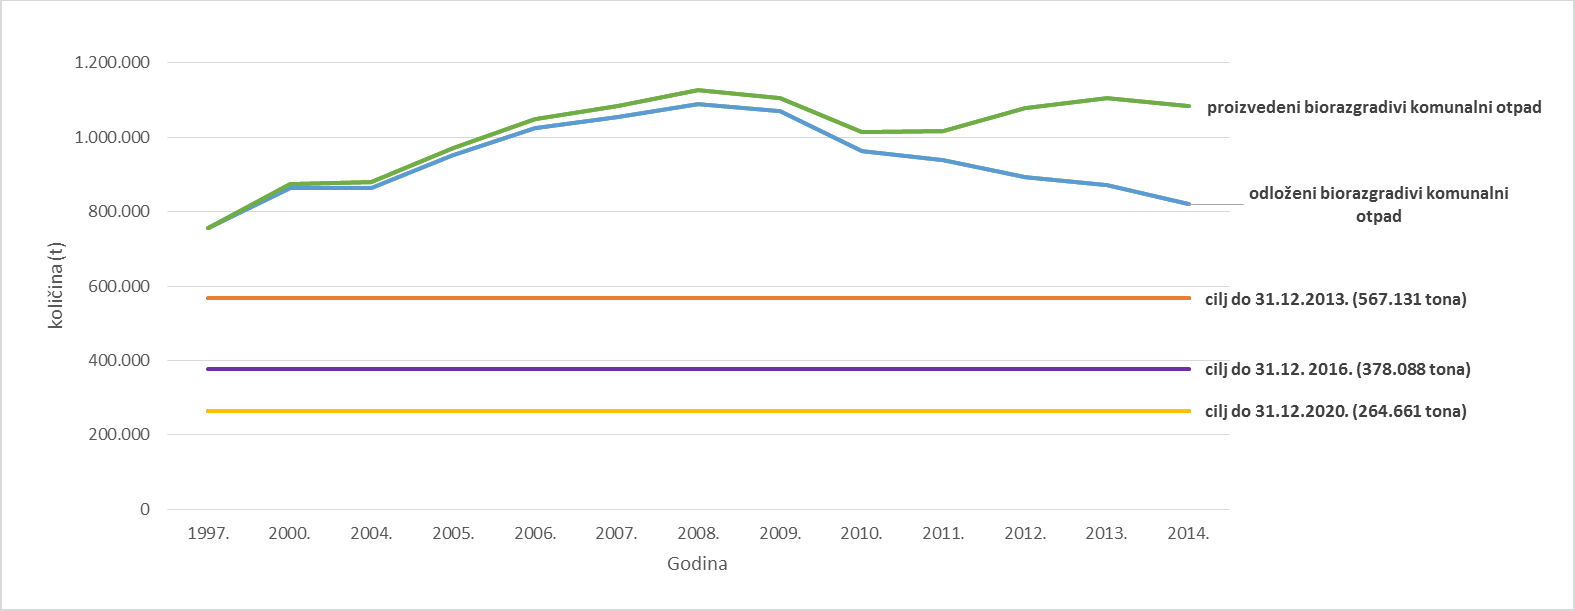 1.200.000
1.000.000
800.000
600.000
400.000
200.000
0
količina (t)
1997. 2000. 2004. 2005. 2006. 2007. 2008. 2009. 2010. 2011. 2012. 2013. 2014.
Godina
proizvedeni biorazgradivi komunalni otpad
odloženi biorazgradivi komunalni
otpad
cilj do 31.12.2013. (567.131 tona)
cilj do 31.12. 2016. (378.088 tona)
cilj do 31.12.2020. (264.661 tona)